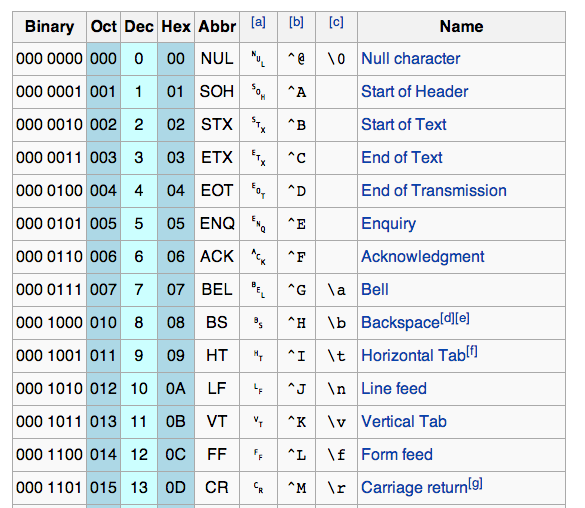 Binary Oct Dec Hex Abbr [a] [b] [c] Name
000 0000 000 0 00 NUL ␀ ^@ \0 Null character
000 0001 001 1 01 SOH ␁ ^A Start of Header
000 0010 002 2 02 STX ␂ ^B Start of Text
000 0011 003 3 03 ETX ␃ ^C End of Text
000 0100 004 4 04 EOT ␄ ^D End of Transmission
000 0101 005 5 05 ENQ ␅ ^E Enquiry
000 0110 006 6 06 ACK ␆ ^F Acknowledgment
000 0111 007 7 07 BEL ␇ ^G \a Bell
000 1000 010 8 08 BS ␈ ^H \b Backspace[d][e]
000 1001 011 9 09 HT ␉ ^I \t Horizontal Tab[f]
000 1010 012 10 0A LF ␊ ^J \n Line feed
000 1011 013 11 0B VT ␋ ^K \v Vertical Tab
000 1100 014 12 0C FF ␌ ^L \f Form feed
000 1101 015 13 0D CR ␍ ^M \r Carriage return[g]